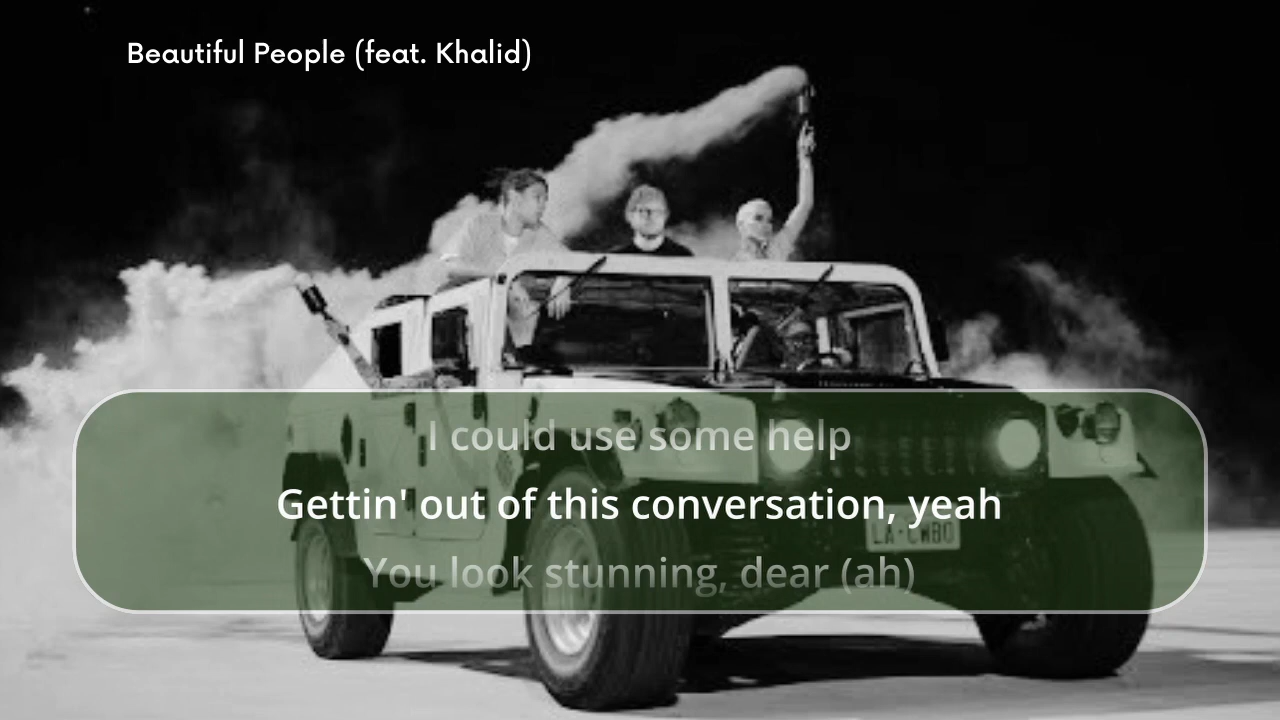 Beautiful People (feat. Khalid)
I could use some help
Gettin' out of this conversation, yeah
You look stunning, dear (ah)